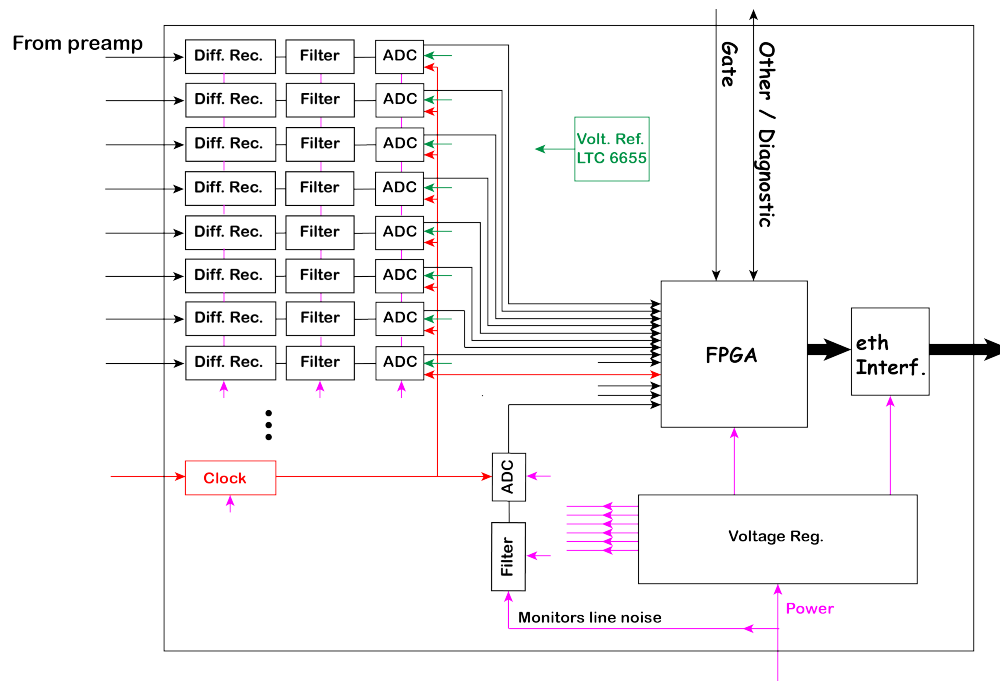 From preamp
Diff. Rec. Filter ADC
Diff. Rec. Filter ADC
Diff. Rec. Filter ADC
Diff. Rec. Filter ADC
Diff. Rec. Filter ADC
Diff. Rec. Filter ADC
Diff. Rec. Filter ADC
Diff. Rec. Filter ADC
Volt. Ref.
LTC 6655
Gate
Other / Diagnostic
FPGA
eth
Interf.
Clock
ADC
Filter
Voltage Reg.
Power
Monitors line noise